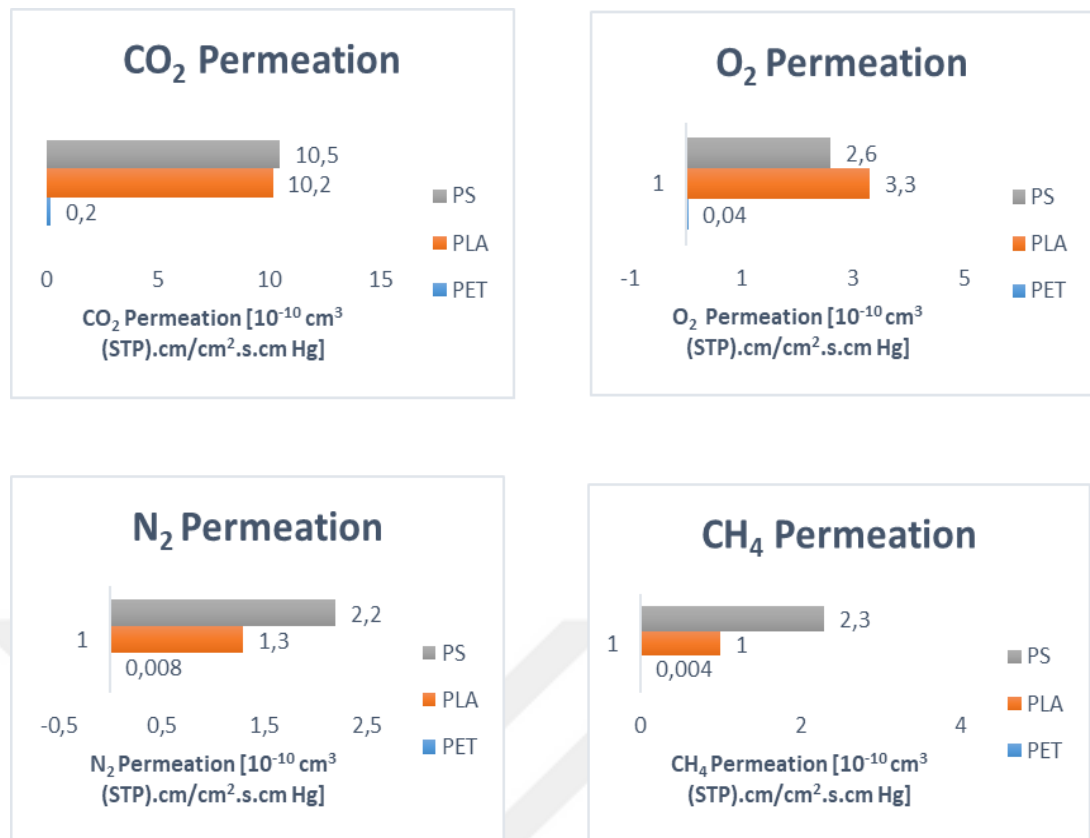 CO₂ Permeation
10,5
10,2
0,2
PS
PLA
PET
0 5 10 15
CO₂ Permeation [10⁻¹⁰ cm³
(STP).cm/cm².s.cm Hg]
O₂ Permeation
2,6
1
3,3
0,04
PS
PLA
PET
-1 1 3 5
O₂ Permeation [10⁻¹⁰ cm³
(STP).cm/cm².s.cm Hg]
N₂ Permeation
2,2
1
1,3
0,008
PS
PLA
PET
-0,5 0,5 1,5 2,5
N₂ Permeation [10⁻¹⁰ cm³
(STP).cm/cm².s.cm Hg]
CH₄ Permeation
2,3
1
1
0,004
PS
PLA
PET
0 2 4
CH₄ Permeation [10⁻¹⁰ cm³
(STP).cm/cm².s.cm Hg]